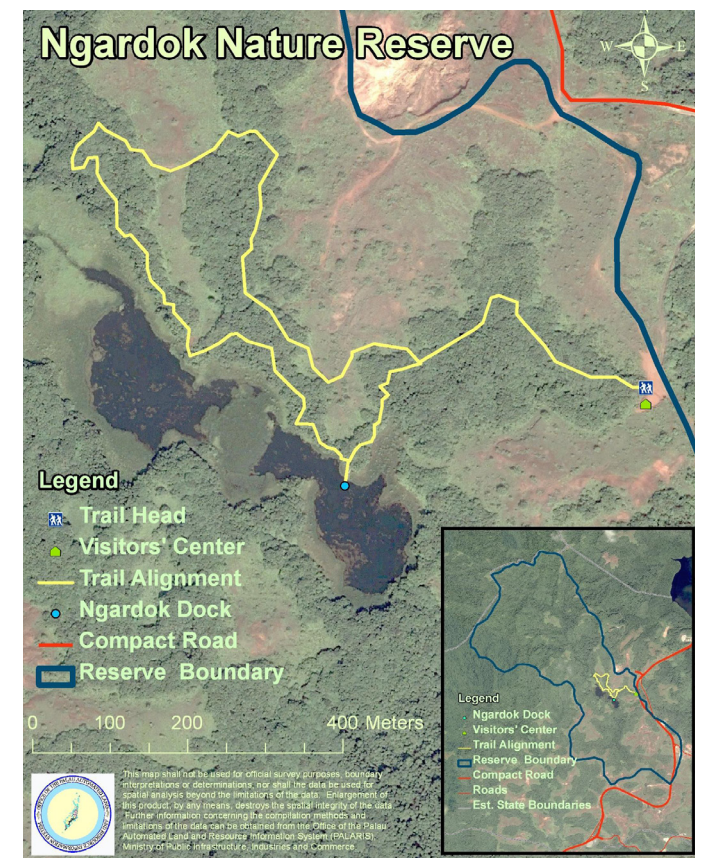 Ngardok Nature Reserve
W E
S
Legend
Trail Head
Visitors' Center
Trail Alignment
Ngardok Dock
Compact Road
Reserve Boundary
0 100 200 400 Meters
This map shall not be used for official survey purposes, boundary
interpretations or determinations, nor shall the data be used for
spatial analysis beyond the limitations of the data. Enlargement of
this product, by any means, destroys the spatial integrity of the data.
Further information concerning the compilation methods and
limitations of the data can be obtained from the Office of the Palau
Automated Land and Resource Information System (PALARIS),
Ministry of Public Infrastructure, Industries and Commerce.
Legend
Ngardok Dock
Visitors' Center
Trail Alignment
Reserve Boundary
Compact Road
Roads
Est. State Boundaries